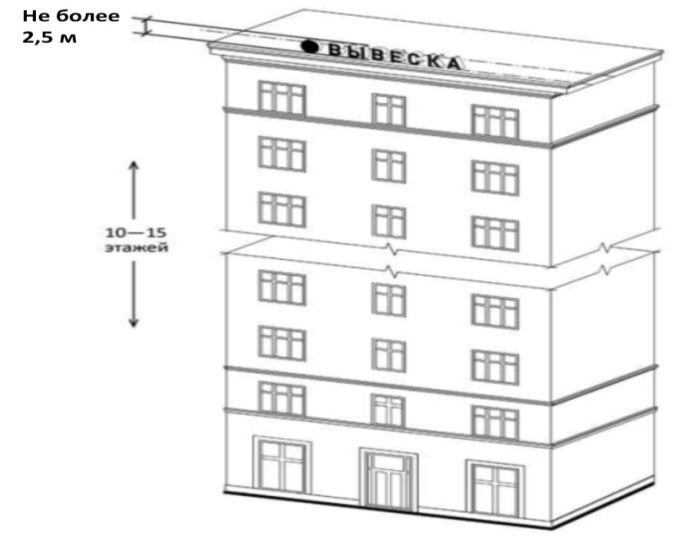 Не более
2,5 м
ВЫВЕСКА
10—15
этажей